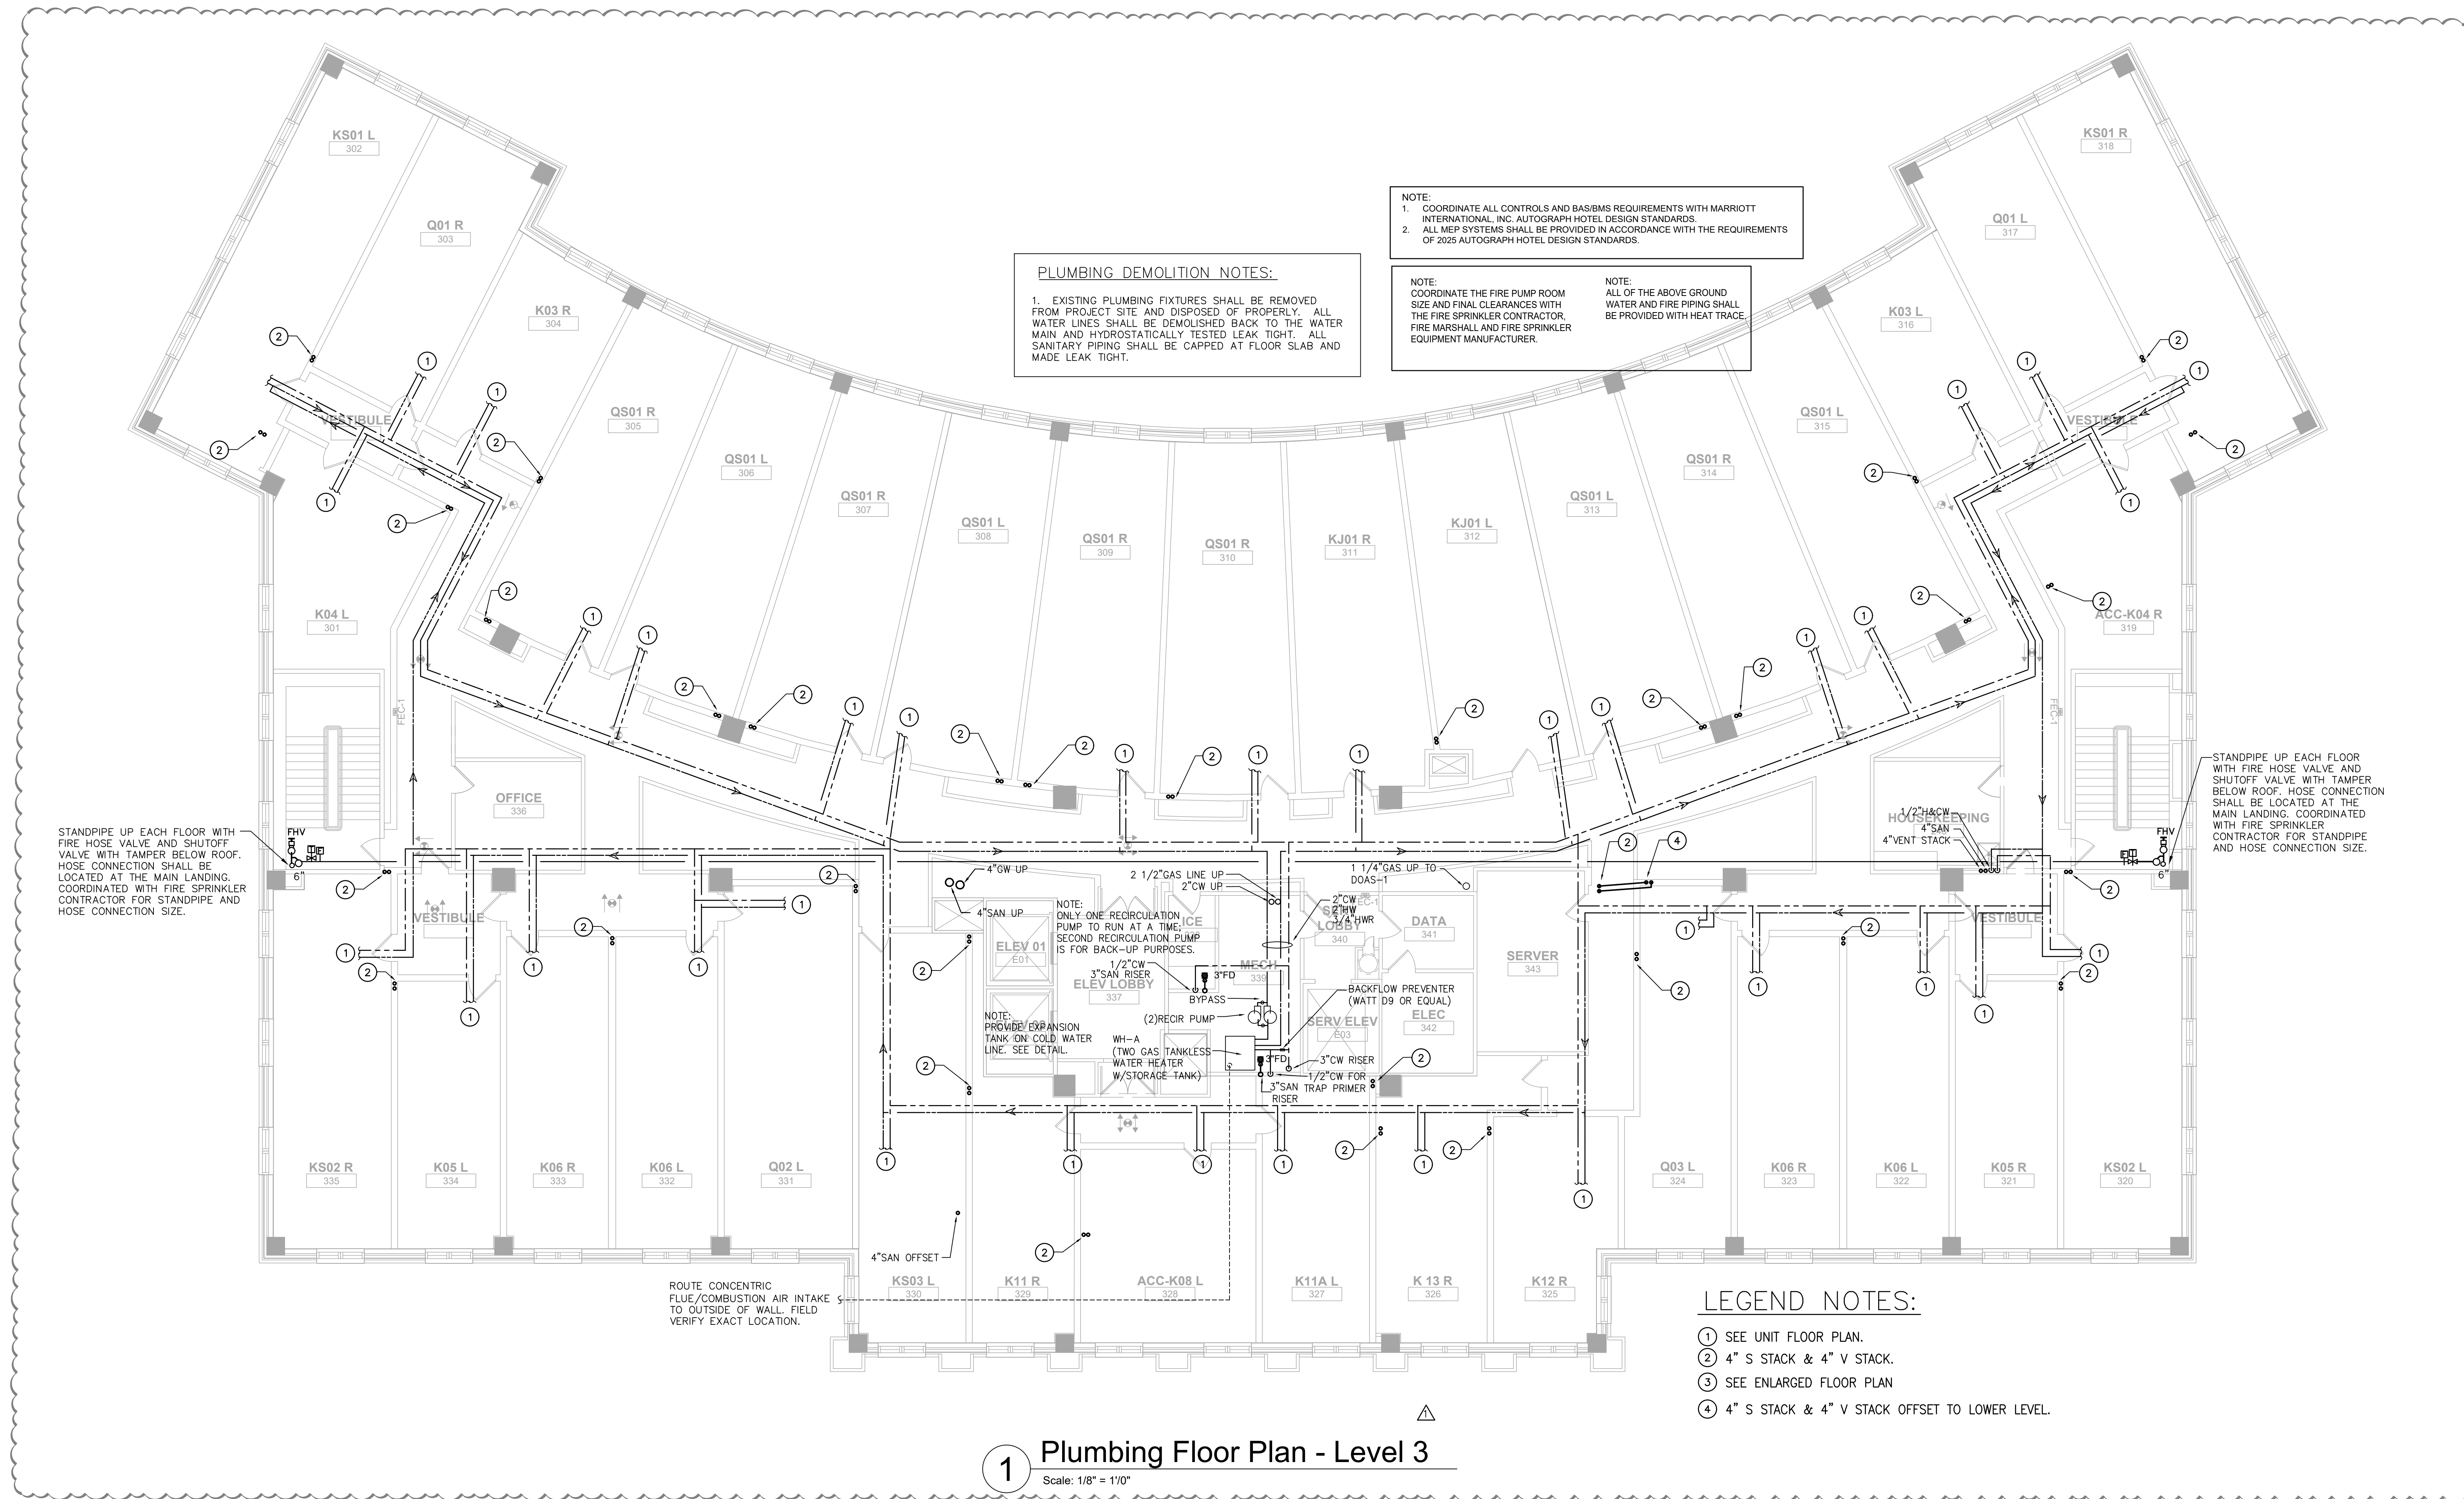 KS01 L
302
Q01 R
303
K03 R
304
QS01 R
305
QS01 L
306
QS01 R
307
QS01 L
308
QS01 R
309
QS01 R
310
KJ01 R
311
KJ01 L
312
QS01 L
313
QS01 R
314
QS01 L
315
K03 L
316
Q01 L
317
KS01 R
318
PLUMBING DEMOLITION NOTES:
1. EXISTING PLUMBING FIXTURES SHALL BE REMOVED
FROM PROJECT SITE AND DISPOSED OF PROPERLY. ALL
WATER LINES SHALL BE DEMOLISHED BACK TO THE WATER
MAIN AND HYDROSTATICALLY TESTED LEAK TIGHT. ALL
SANITARY PIPING SHALL BE CAPPED AT FLOOR SLAB AND
MADE LEAK TIGHT.
NOTE:
1. COORDINATE ALL CONTROLS AND BAS/BMS REQUIREMENTS WITH MARRIOTT
INTERNATIONAL, INC. AUTOGRAPH HOTEL DESIGN STANDARDS.
2. ALL MEP SYSTEMS SHALL BE PROVIDED IN ACCORDANCE WITH THE REQUIREMENTS
OF 2025 AUTOGRAPH HOTEL DESIGN STANDARDS.
NOTE:
COORDINATE THE FIRE PUMP ROOM
SIZE AND FINAL CLEARANCES WITH
THE FIRE SPRINKLER CONTRACTOR,
FIRE MARSHALL AND FIRE SPRINKLER
EQUIPMENT MANUFACTURER.
NOTE:
ALL OF THE ABOVE GROUND
WATER AND FIRE PIPING SHALL
BE PROVIDED WITH HEAT TRACE.
VESTIBULE
VESTIBULE
K04 L
301
ACC-K04 R
319
FEC-1
FEC-1
OFFICE
336
STANDPIPE UP EACH FLOOR WITH
FIRE HOSE VALVE AND SHUTOFF
VALVE WITH TAMPER BELOW ROOF.
HOSE CONNECTION SHALL BE
LOCATED AT THE MAIN LANDING.
COORDINATED WITH FIRE SPRINKLER
CONTRACTOR FOR STANDPIPE AND
HOSE CONNECTION SIZE.
FHV
6"
STANDPIPE UP EACH FLOOR
WITH FIRE HOSE VALVE AND
SHUTOFF VALVE WITH TAMPER
BELOW ROOF. HOSE CONNECTION
SHALL BE LOCATED AT THE
MAIN LANDING. COORDINATED
WITH FIRE SPRINKLER
CONTRACTOR FOR STANDPIPE
AND HOSE CONNECTION SIZE.
FHV
6"
HOUSEKEEPING
1/2"H&CW
4"SAN
4"VENT STACK
VESTIBULE
VESTIBULE
4"GW UP
4"SAN UP
2 1/2"GAS LINE UP
2"CW UP
1 1/4"GAS UP TO
DOAS-1
FEC-1
NOTE:
ONLY ONE RECIRCULATION
PUMP TO RUN AT A TIME,
SECOND RECIRCULATION PUMP
IS FOR BACK-UP PURPOSES.
ICE
2"CW
2"HW
3/4"HWR
LOBBY
340
DATA
341
SERVER
343
ELEV 01
E01
1/2"CW
3"SAN RISER
3"FD
MECH
339
ELEV LOBBY
337
BYPASS
BACKFLOW PREVENTER
(WATT D9 OR EQUAL)
(2)RECIR PUMP
ELEC
342
SERV ELEV
E03
NOTE:
PROVIDE EXPANSION
TANK ON COLD WATER
LINE. SEE DETAIL.
WH-A
(TWO GAS TANKLESS
WATER HEATER
W/STORAGE TANK)
3"FD
3"CW RISER
1/2"CW FOR
TRAP PRIMER
3"SAN
RISER
KS02 R
335
K05 L
334
K06 R
333
K06 L
332
Q02 L
331
Q03 L
324
K06 R
323
K06 L
322
K05 R
321
KS02 L
320
4"SAN OFFSET
ROUTE CONCENTRIC
FLUE/COMBUSTION AIR INTAKE
TO OUTSIDE OF WALL. FIELD
VERIFY EXACT LOCATION.
KS03 L
330
K11 R
329
ACC-K08 L
328
K11A L
327
K 13 R
326
K12 R
325
LEGEND NOTES:
1 SEE UNIT FLOOR PLAN.
2 4" S STACK & 4" V STACK.
3 SEE ENLARGED FLOOR PLAN
4 4" S STACK & 4" V STACK OFFSET TO LOWER LEVEL.
1
1 Plumbing Floor Plan - Level 3
Scale: 1/8" = 1'/0"